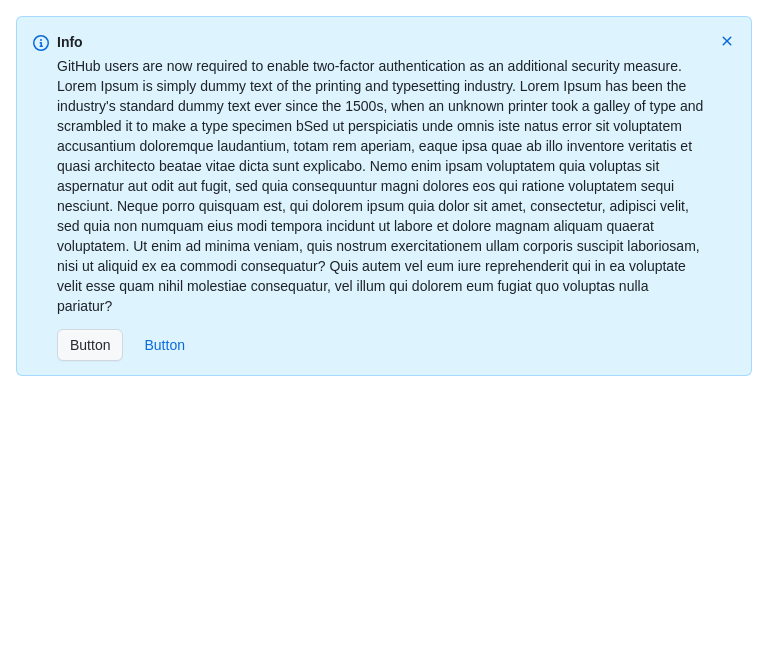 Info
GitHub users are now required to enable two-factor authentication as an additional security measure.
Lorem Ipsum is simply dummy text of the printing and typesetting industry. Lorem Ipsum has been the
industry's standard dummy text ever since the 1500s, when an unknown printer took a galley of type and
scrambled it to make a type specimen bSed ut perspiciatis unde omnis iste natus error sit voluptatem
accusantium doloremque laudantium, totam rem aperiam, eaque ipsa quae ab illo inventore veritatis et
quasi architecto beatae vitae dicta sunt explicabo. Nemo enim ipsam voluptatem quia voluptas sit
aspernatur aut odit aut fugit, sed quia consequuntur magni dolores eos qui ratione voluptatem sequi
nesciunt. Neque porro quisquam est, qui dolorem ipsum quia dolor sit amet, consectetur, adipisci velit,
sed quia non numquam eius modi tempora incidunt ut labore et dolore magnam aliquam quaerat
voluptatem. Ut enim ad minima veniam, quis nostrum exercitationem ullam corporis suscipit laboriosam,
nisi ut aliquid ex ea commodi consequatur? Quis autem vel eum iure reprehenderit qui in ea voluptate
velit esse quam nihil molestiae consequatur, vel illum qui dolorem eum fugiat quo voluptas nulla
pariatur?
Button Button